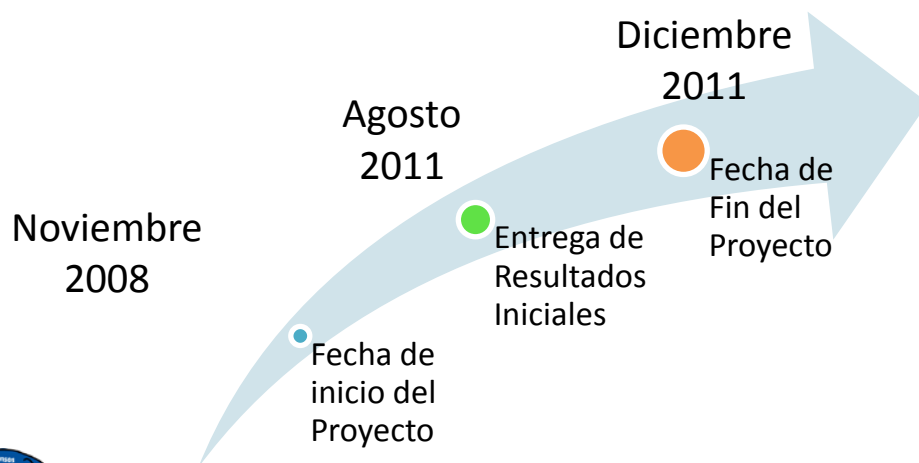 Noviembre
2008
Fecha de
inicio del
Proyecto
Agosto
2011
Entrega de
Resultados
Iniciales
Diciembre
2011
Fecha de
Fin del
Proyecto